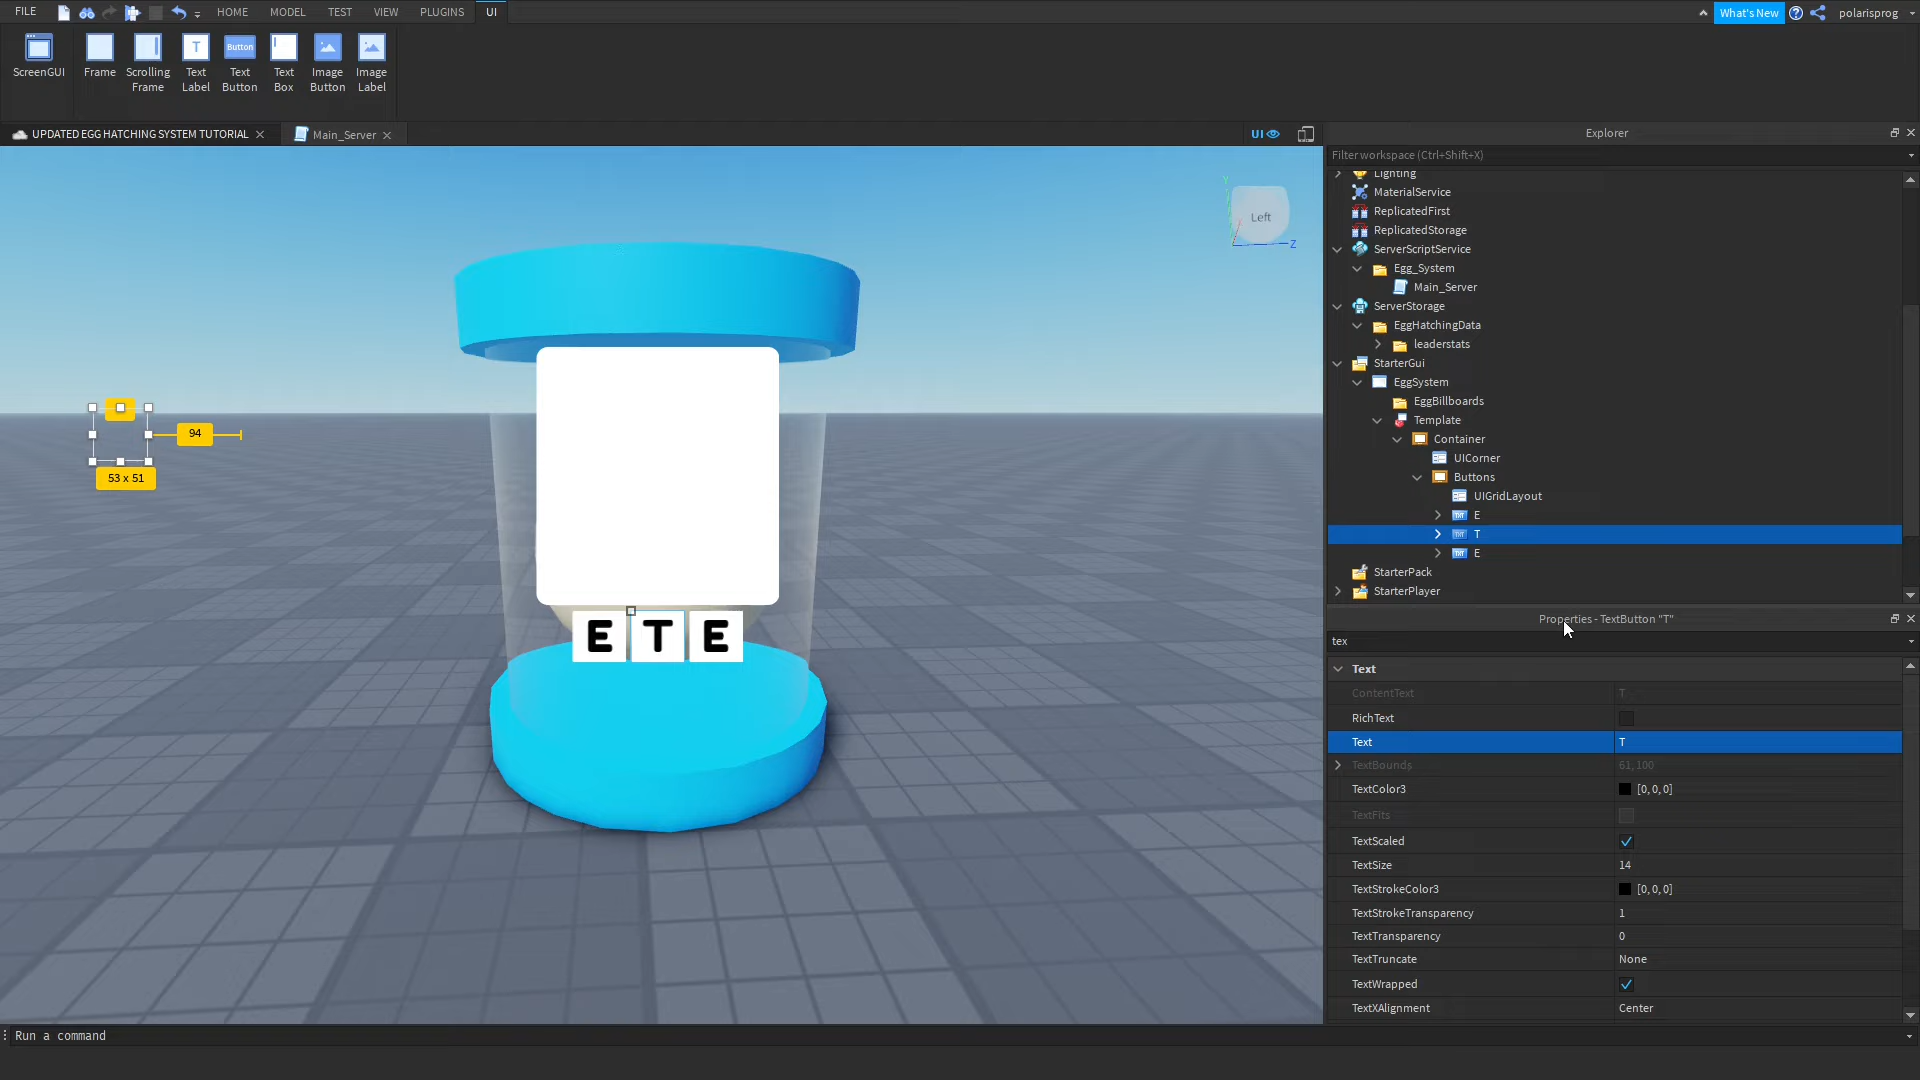 FILE HOME MODEL TEST VIEW PLUGINS UI What's New polarisprog
ScreenGUI Frame Scrolling Frame Text Label Button Text Button Text Box Image Button Image Label
UPDATED EGG HATCHING SYSTEM TUTORIAL Main_Server UI
Y
Left
Z
94
53 x 51
E T E
Explorer
Filter workspace (Ctrl+Shift+X)
Lighting
MaterialService
ReplicatedFirst
ReplicatedStorage
ServerScriptService
Egg_System
Main_Server
ServerStorage
EggHatchingData
leaderstats
StarterGui
EggSystem
EggBillboards
Template
Container
UICorner
Buttons
UIGridLayout
E
T
E
StarterPack
StarterPlayer
Properties - TextButton "T"
tex
Text
ContentText T
RichText
Text T
TextBounds 61, 100
TextColor3 [0, 0, 0]
TextFits
TextScaled
TextSize 14
TextStrokeColor3 [0, 0, 0]
TextStrokeTransparency 1
TextTransparency 0
TextTruncate None
TextWrapped
TextXAlignment Center
Run a command